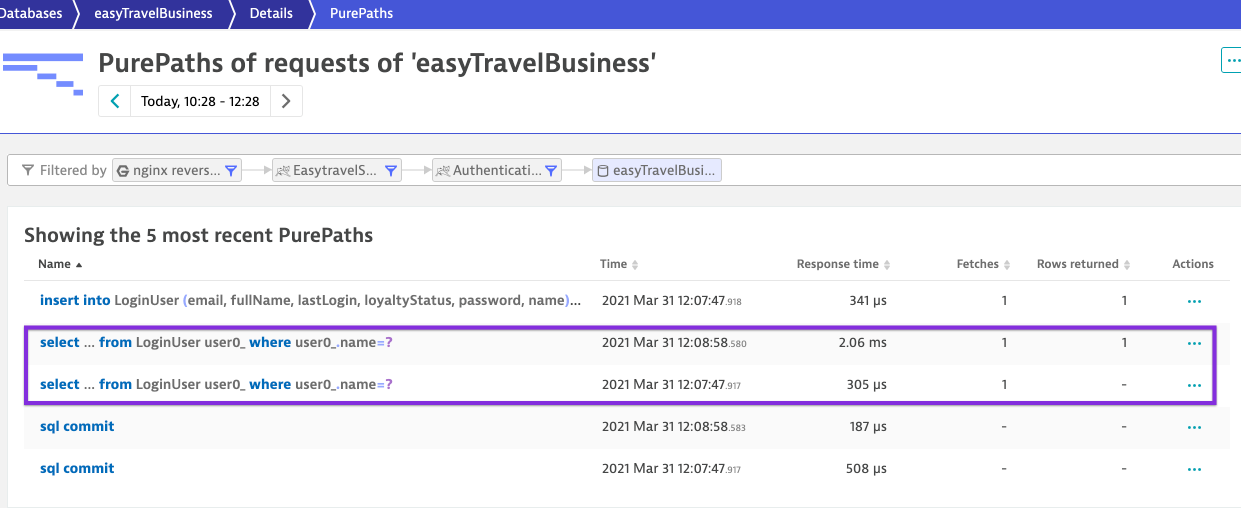 Databases easyTravelBusiness Details PurePaths
PurePaths of requests of 'easyTravelBusiness'
Today, 10:28 - 12:28
Filtered by nginx revers... EasytravelS... Authenticati... easyTravelBusi...
Showing the 5 most recent PurePaths
Name Time Response time Fetches Rows returned Actions
insert into LoginUser (email, fullName, lastLogin, loyaltyStatus, password, name)... 2021 Mar 31 12:07:47.918 341 µs 1 1 ...
select ... from LoginUser user0_ where user0_.name=? 2021 Mar 31 12:08:58.580 2.06 ms 1 1 ...
select ... from LoginUser user0_ where user0_.name=? 2021 Mar 31 12:07:47.917 305 µs 1 - ...
sql commit 2021 Mar 31 12:08:58.583 187 µs - - ...
sql commit 2021 Mar 31 12:07:47.917 508 µs - - ...